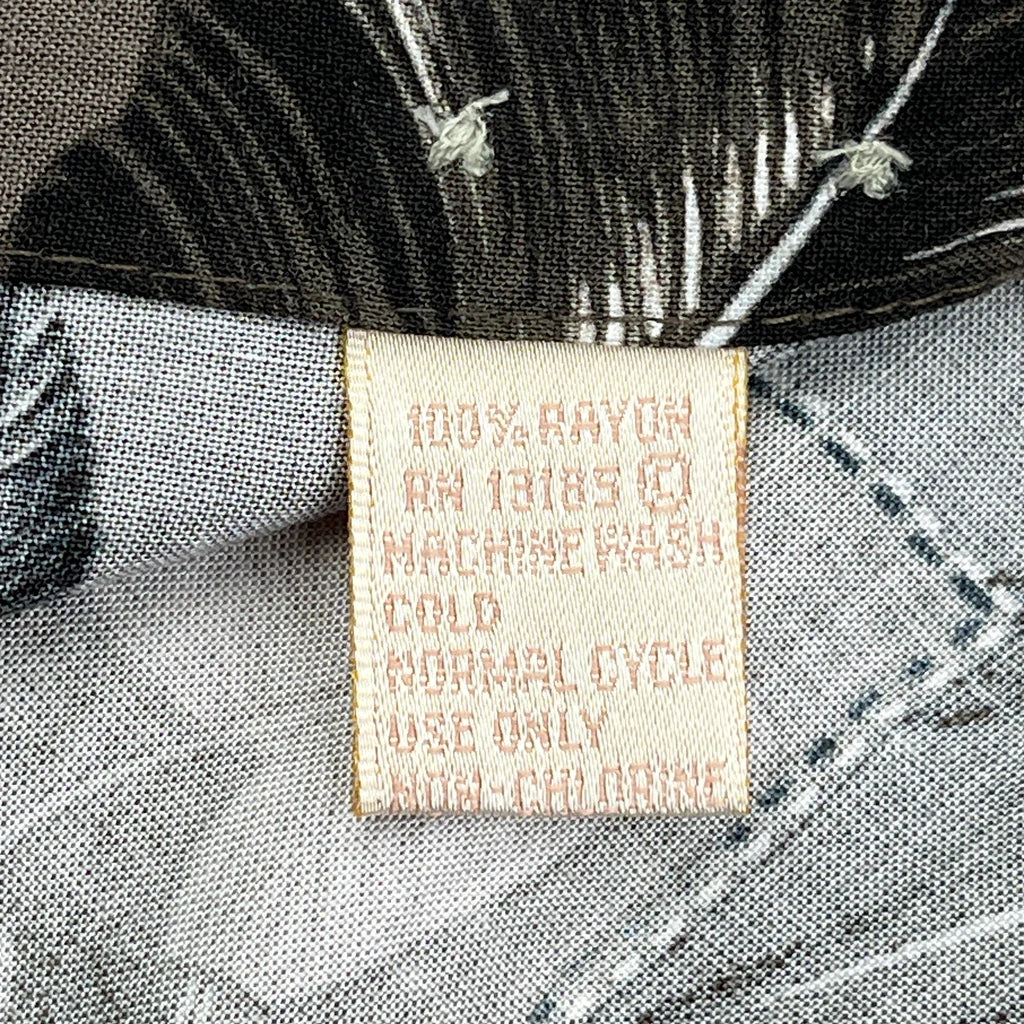 100% RAYON
RN 13185 ©
MACHINE WASH
COLD
NORMAL CYCLE
USE ONLY
NON-CHLORINE